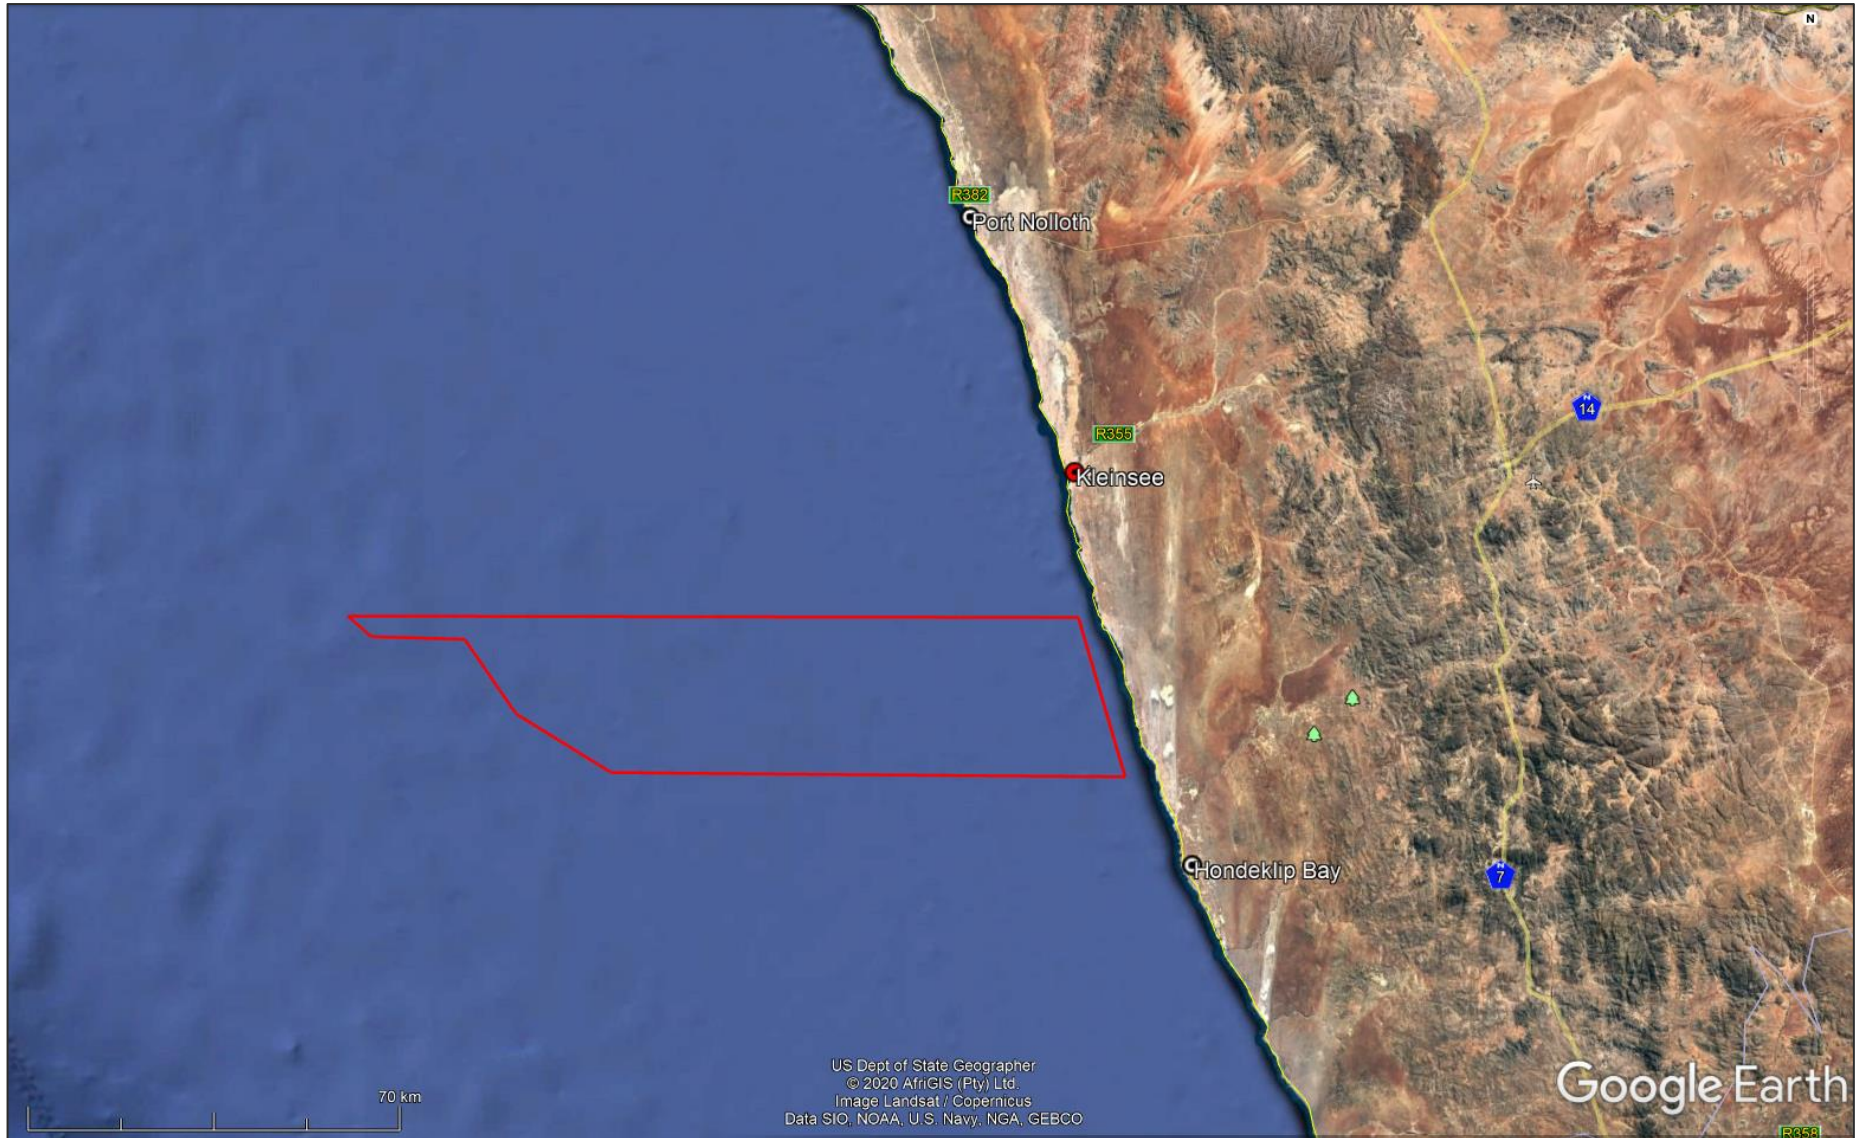 N
R382
Port Nolloth
N
14
R355
Kleinsee
N
7
Hondeklip Bay
US Dept of State Geographer
© 2020 AfriGIS (Pty) Ltd.
Image Landsat / Copernicus
Data SIO, NOAA, U.S. Navy, NGA, GEBCO
70 km
Google Earth
R358